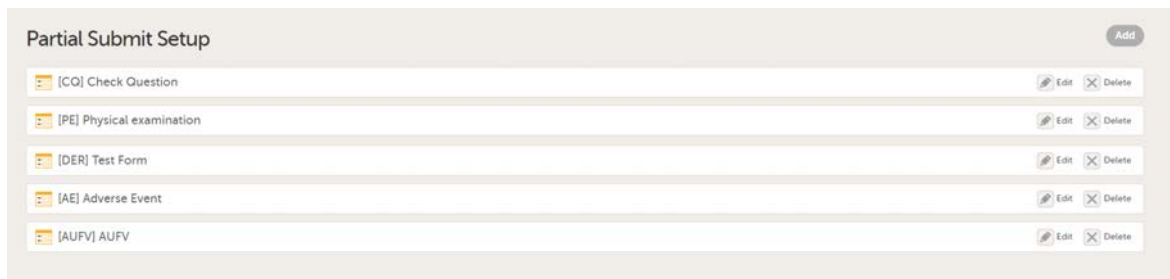 Partial Submit Setup Add
[CQ] Check Question Edit Delete
[PE] Physical examination Edit Delete
[DER] Test Form Edit Delete
[AE] Adverse Event Edit Delete
[AUFV] AUFV Edit Delete